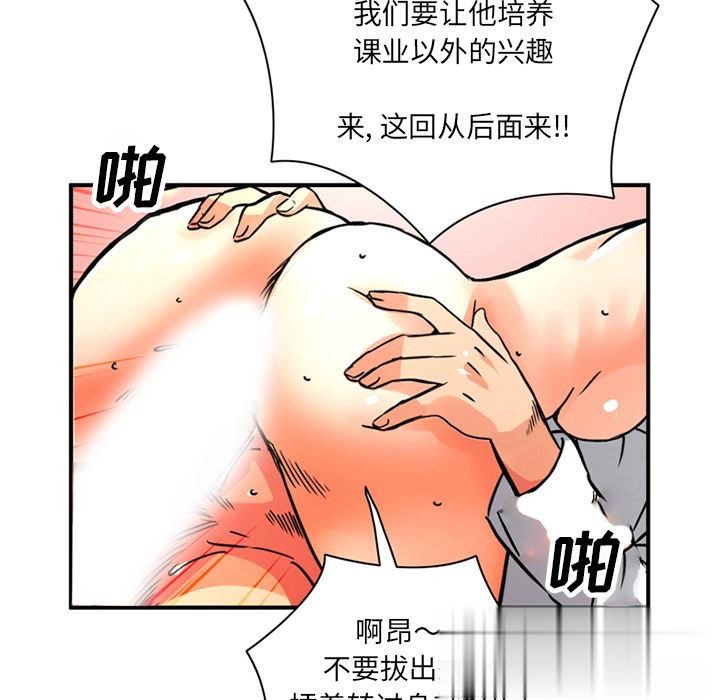 我们要让他培养
课业以外的兴趣
来, 这回从后面来!!
啪
啪
啊昂～
不要拔出